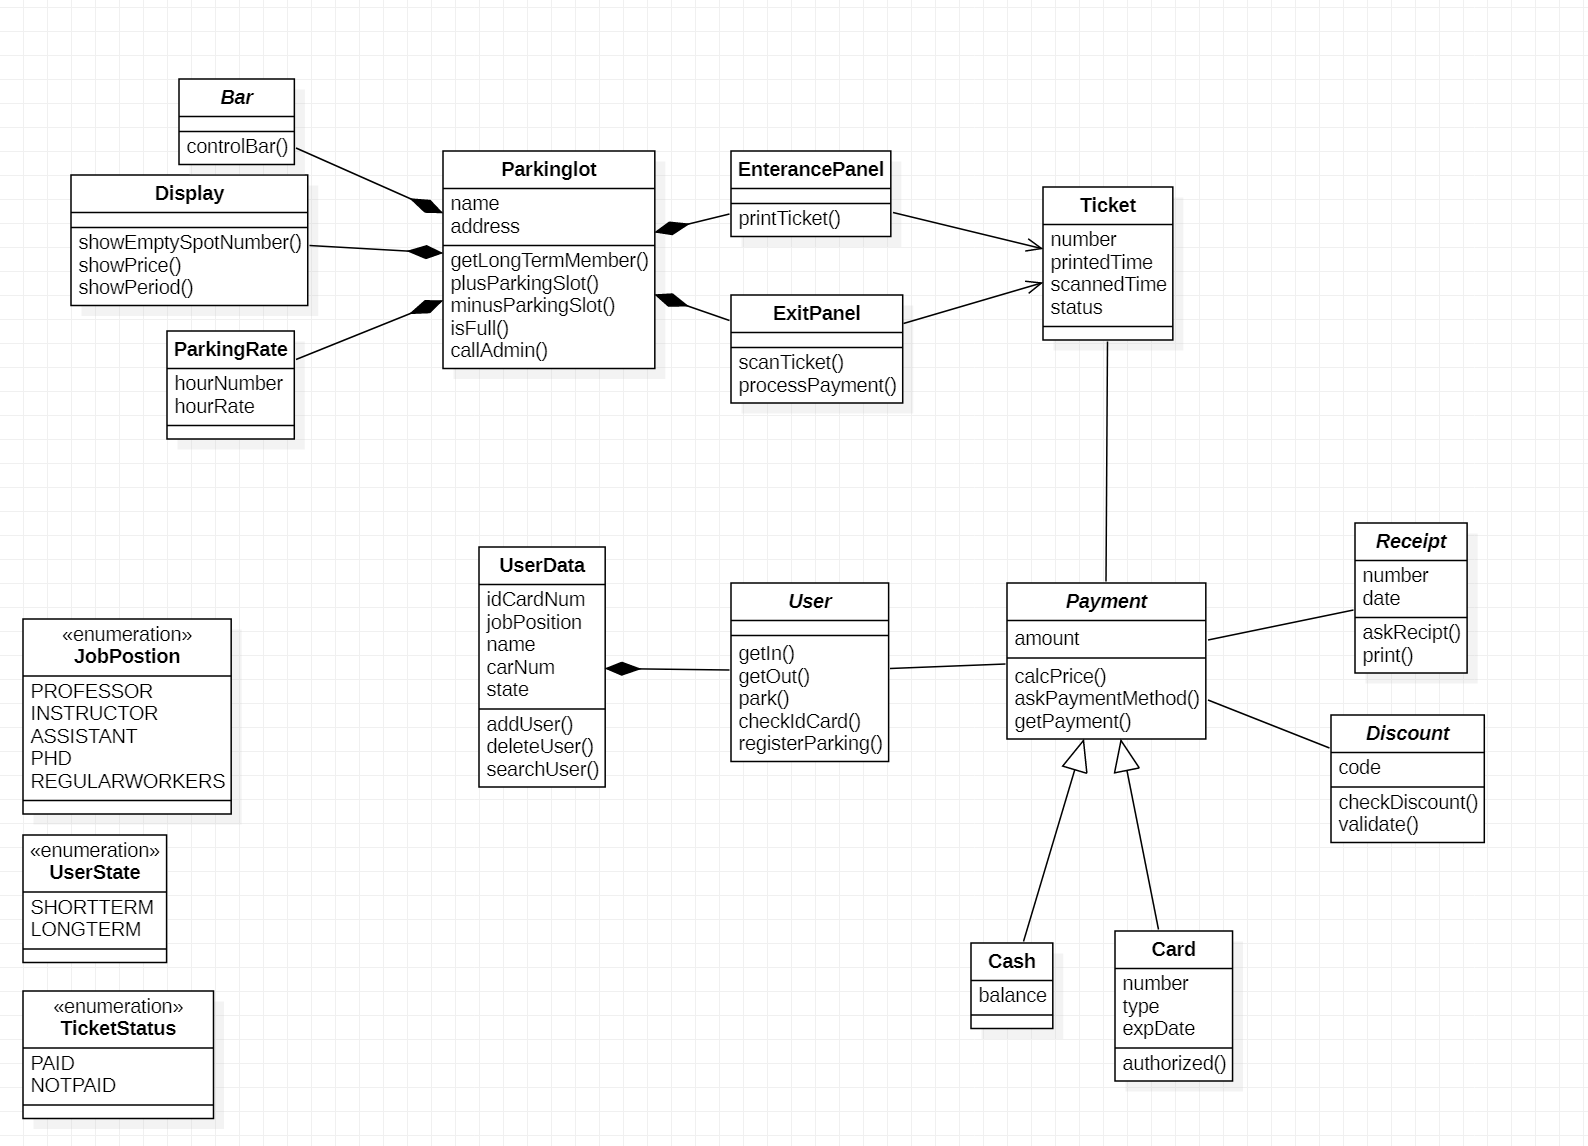 Bar
controlBar()
Display
showEmptySpotNumber()
showPrice()
showPeriod()
ParkingRate
hourNumber
hourRate
Parkinglot
name
address
getLongTermMember()
plusParkingSlot()
minusParkingSlot()
isFull()
callAdmin()
EnterancePanel
printTicket()
ExitPanel
scanTicket()
processPayment()
Ticket
number
printedTime
scannedTime
status
UserData
idCardNum
jobPosition
name
carNum
state
addUser()
deleteUser()
searchUser()
User
getIn()
getOut()
park()
checkIdCard()
registerParking()
Payment
amount
calcPrice()
askPaymentMethod()
getPayment()
Receipt
number
date
askRecipt()
print()
Discount
code
checkDiscount()
validate()
«enumeration»
JobPostion
PROFESSOR
INSTRUCTOR
ASSISTANT
PHD
REGULARWORKERS
«enumeration»
UserState
SHORTTERM
LONGTERM
«enumeration»
TicketStatus
PAID
NOTPAID
Cash
balance
Card
number
type
expDate
authorized()